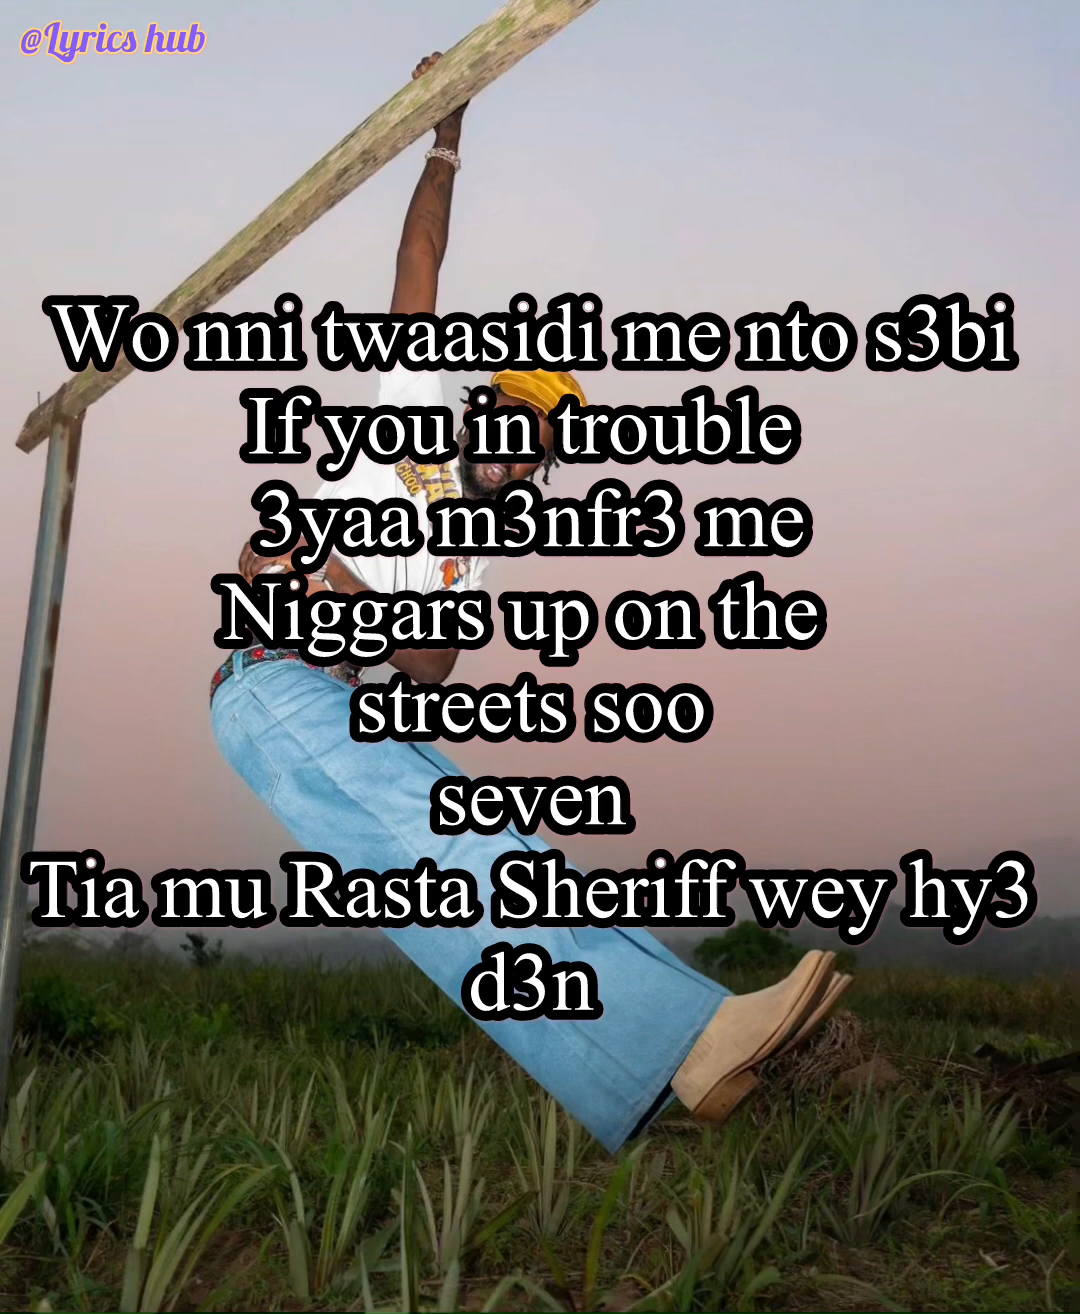 @Lyrics hub
Wo nni twaasidi me nto s3bi
If you in trouble
3yaa m3nfr3 me
Niggars up on the
streets soo
seven
Tia mu Rasta Sheriff wey hy3
d3n